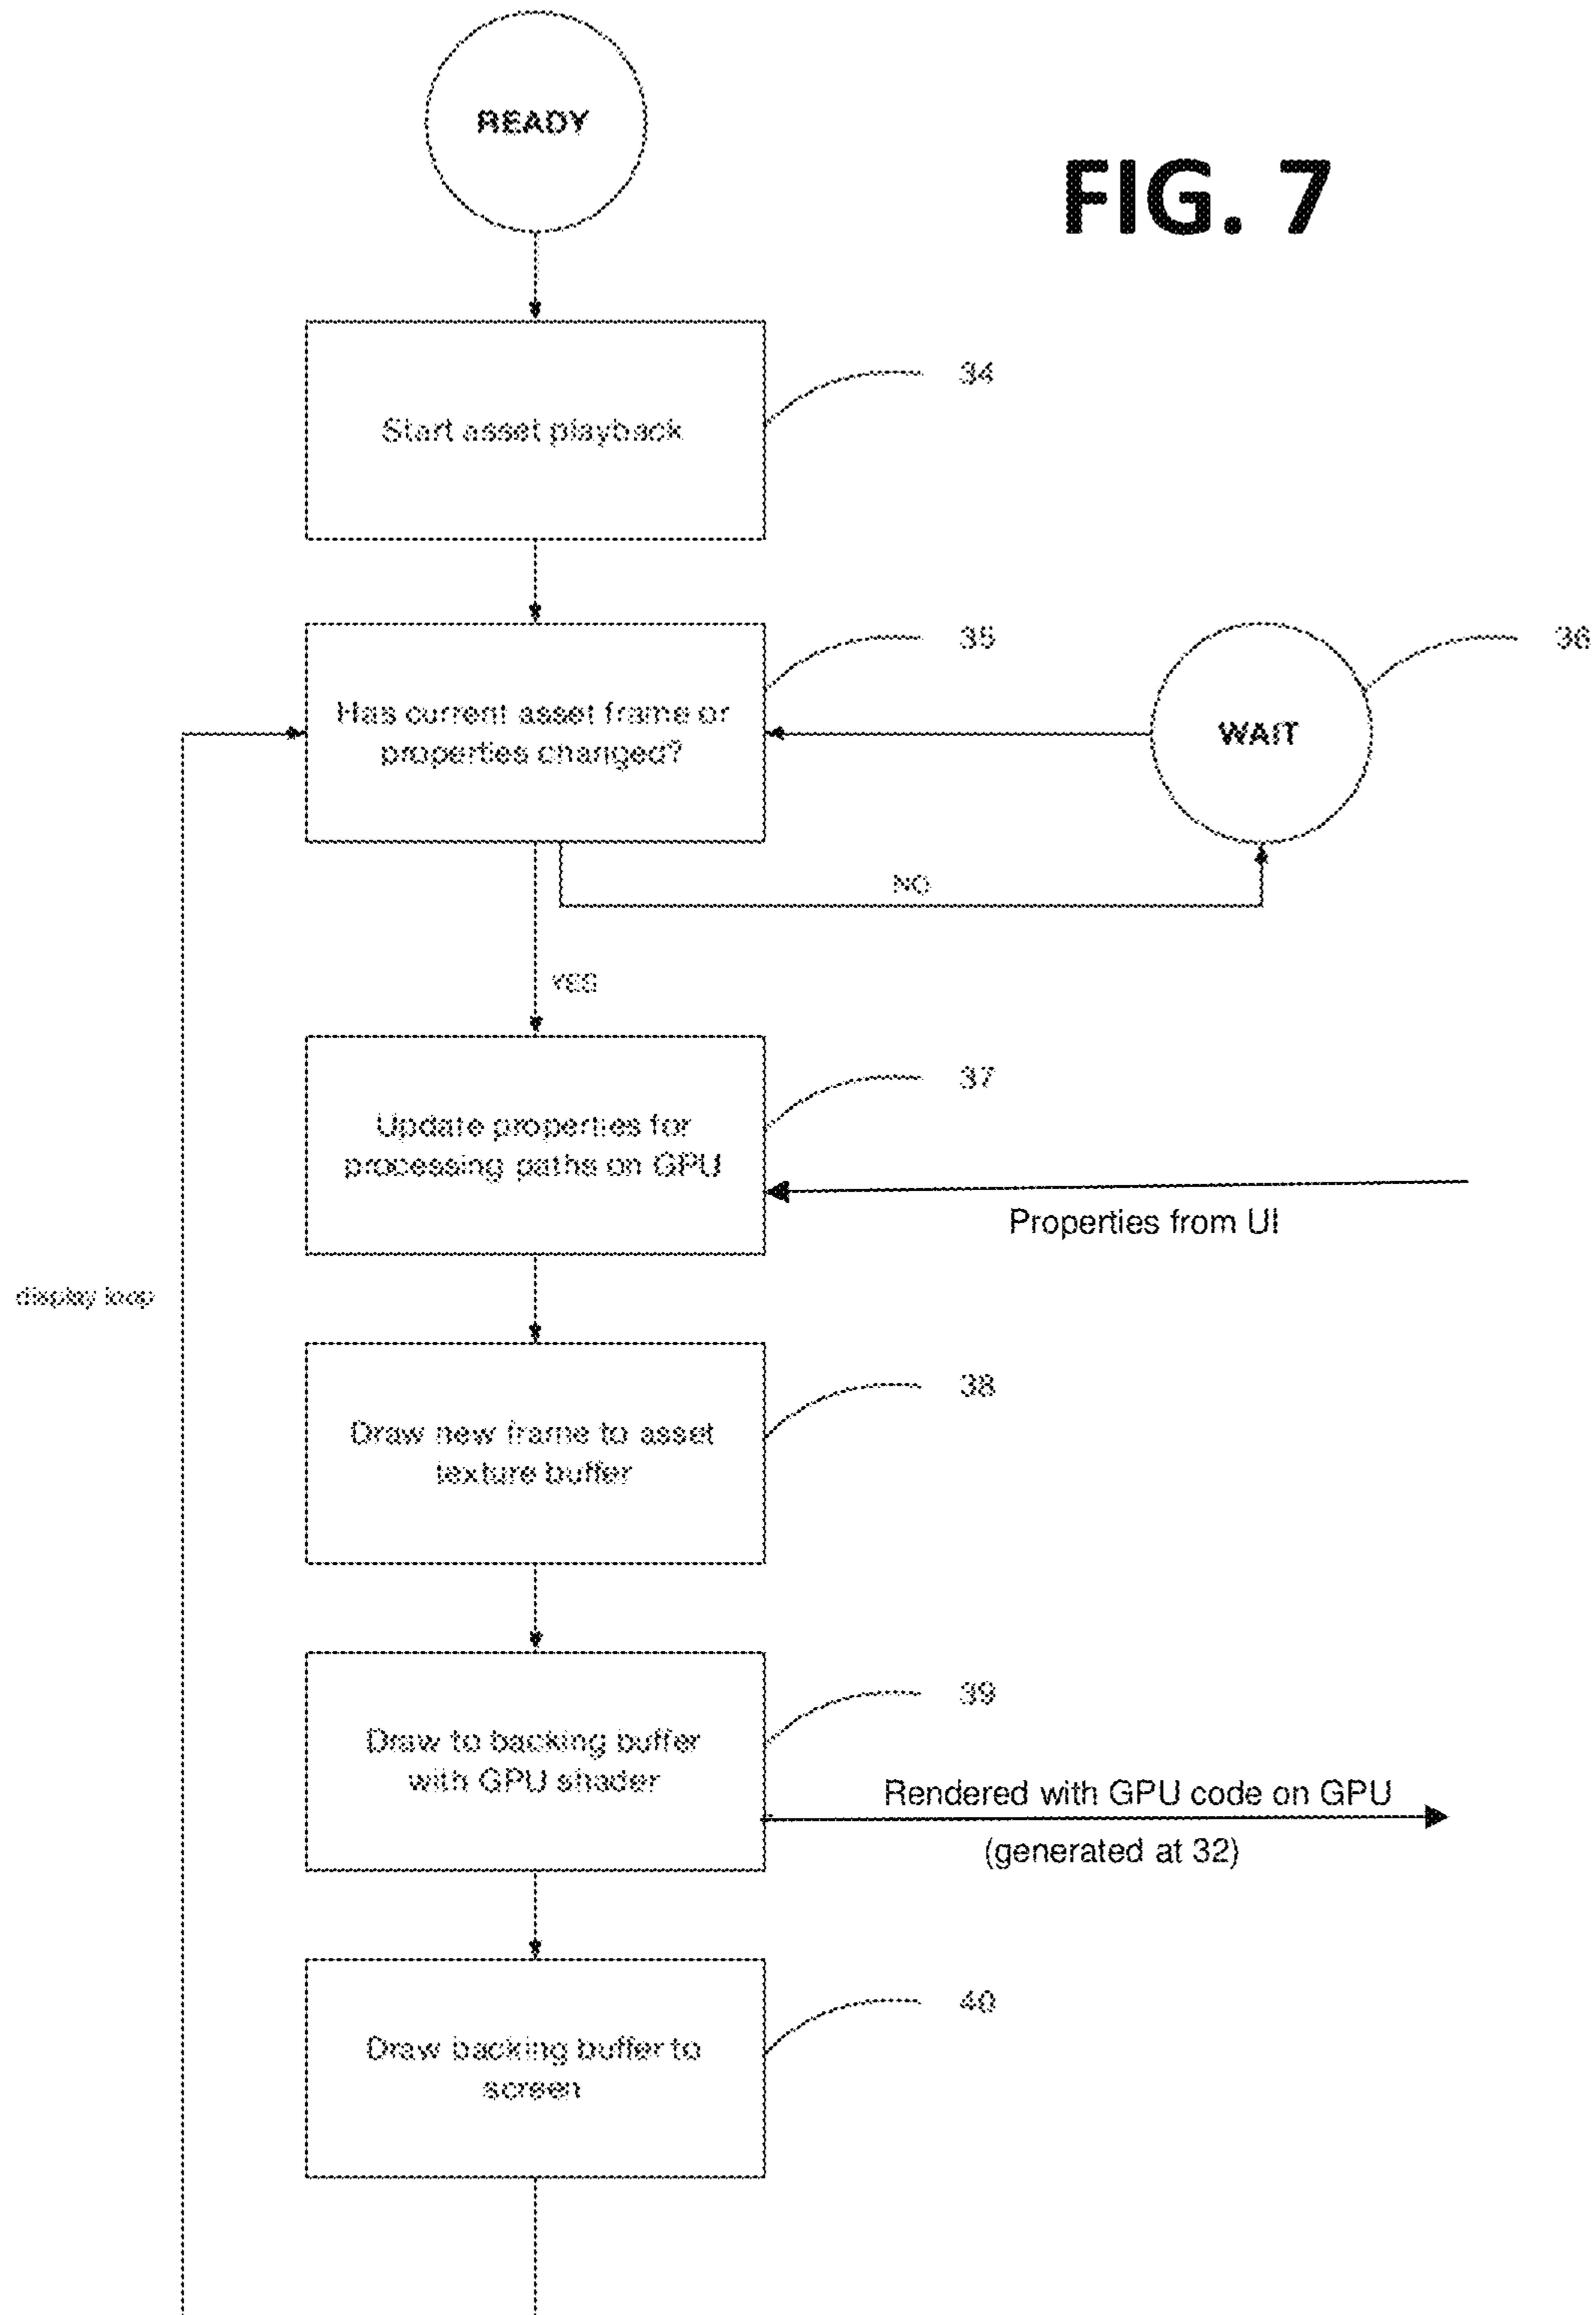 READY
FIG. 7
34
Start asset playback
35
36
Has current asset frame or
properties changed?
WAIT
NO
YES
37
Update properties for
processing paths on GPU
Properties from UI
display loop
38
Draw new frame to asset
texture buffer
39
Draw to backing buffer
with GPU shader
Rendered with GPU code on GPU
(generated at 32)
40
Draw backing buffer to
screen